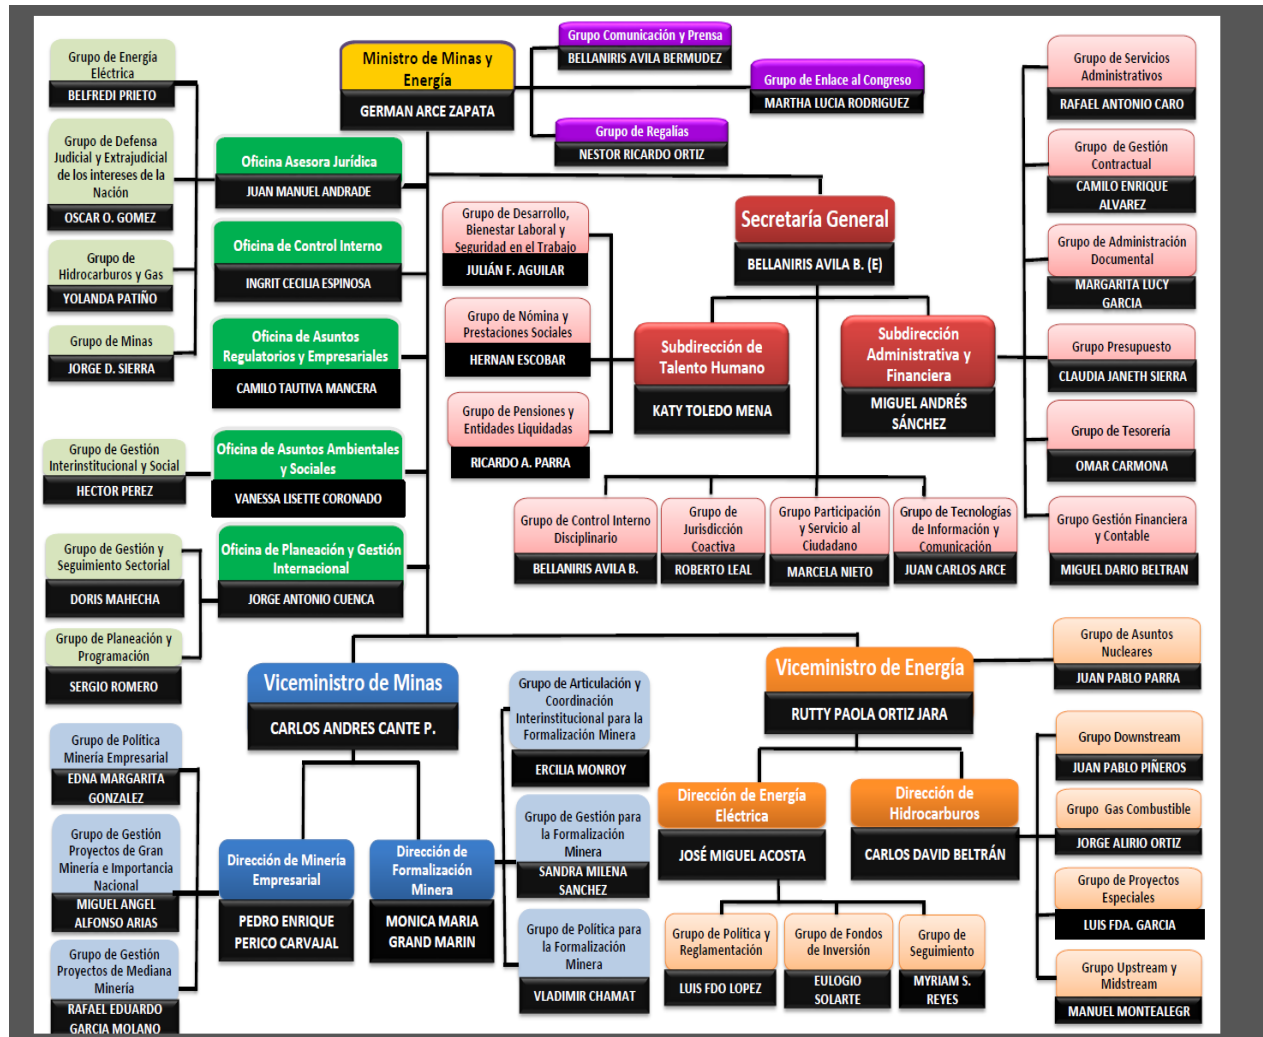 Ministro de Minas y
Energía
GERMAN ARCE ZAPATA
Grupo Comunicación y Prensa
BELLANIRIS AVILA BERMUDEZ
Grupo de Enlace al Congreso
MARTHA LUCIA RODRIGUEZ
Grupo de Regalías
NESTOR RICARDO ORTIZ
Grupo de Energía
Eléctrica
BELFREDI PRIETO
Grupo de Defensa
Judicial y Extrajudicial
de los intereses de la
Nación
OSCAR O. GOMEZ
Grupo de
Hidrocarburos y Gas
YOLANDA PATIÑO
Grupo de Minas
JORGE D. SIERRA
Oficina Asesora Jurídica
JUAN MANUEL ANDRADE
Oficina de Control Interno
INGRIT CECILIA ESPINOSA
Oficina de Asuntos
Regulatorios y Empresariales
CAMILO TAUTIVA MANCERA
Oficina de Asuntos Ambientales
y Sociales
VANESSA LISETTE CORONADO
Grupo de Gestión
Interinstitucional y Social
HECTOR PEREZ
Oficina de Planeación y Gestión
Internacional
JORGE ANTONIO CUENCA
Grupo de Gestión y
Seguimiento Sectorial
DORIS MAHECHA
Grupo de Planeación y
Programación
SERGIO ROMERO
Secretaría General
BELLANIRIS AVILA B. (E)
Grupo de Desarrollo,
Bienestar Laboral y
Seguridad en el Trabajo
JULIÁN F. AGUILAR
Grupo de Nómina y
Prestaciones Sociales
HERNAN ESCOBAR
Grupo de Pensiones y
Entidades Liquidadas
RICARDO A. PARRA
Subdirección de
Talento Humano
KATY TOLEDO MENA
Subdirección
Administrativa y
Financiera
MIGUEL ANDRÉS
SÁNCHEZ
Grupo de Servicios
Administrativos
RAFAEL ANTONIO CARO
Grupo de Gestión
Contractual
CAMILO ENRIQUE
ALVAREZ
Grupo de Administración
Documental
MARGARITA LUCY
GARCIA
Grupo Presupuesto
CLAUDIA JANETH SIERRA
Grupo de Tesorería
OMAR CARMONA
Grupo Gestión Financiera
y Contable
MIGUEL DARIO BELTRAN
Grupo de Control Interno
Disciplinario
BELLANIRIS AVILA B.
Grupo de
Jurisdicción
Coactiva
ROBERTO LEAL
Grupo Participación
y Servicio al
Ciudadano
MARCELA NIETO
Grupo de Tecnologías
de Información y
Comunicación
JUAN CARLOS ARCE
Viceministro de Minas
CARLOS ANDRES CANTE P.
Grupo de Política
Minería Empresarial
EDNA MARGARITA
GONZALEZ
Grupo de Gestión
Proyectos de Gran
Minería e Importancia
Nacional
MIGUEL ANGEL
ALFONSO ARIAS
Grupo de Gestión
Proyectos de Mediana
Minería
RAFAEL EDUARDO
GARCIA MOLANO
Dirección de Minería
Empresarial
PEDRO ENRIQUE
PERICO CARVAJAL
Dirección de
Formalización
Minera
MONICA MARIA
GRAND MARIN
Grupo de Articulación y
Coordinación
Interinstitucional para la
Formalización Minera
ERCILIA MONROY
Grupo de Gestión para
la Formalización
Minera
SANDRA MILENA
SANCHEZ
Grupo de Política para
la Formalización
Minera
VLADIMIR CHAMAT
Viceministro de Energía
RUTTY PAOLA ORTIZ JARA
Grupo de Asuntos
Nucleares
JUAN PABLO PARRA
Dirección de Energía
Eléctrica
JOSÉ MIGUEL ACOSTA
Dirección de
Hidrocarburos
CARLOS DAVID BELTRÁN
Grupo Downstream
JUAN PABLO PIÑEROS
Grupo Gas Combustible
JORGE ALIRIO ORTIZ
Grupo de Proyectos
Especiales
LUIS FDA. GARCIA
Grupo Upstream y
Midstream
MANUEL MONTEALEGR
Grupo de Política y
Reglamentación
LUIS FDO LOPEZ
Grupo de Fondos
de Inversión
EULOGIO
SOLARTE
Grupo de
Seguimiento
MYRIAM S.
REYES